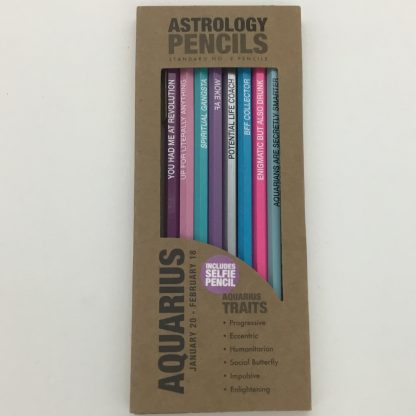 ASTROLOGY
PENCILS
STANDARD NO. 2 PENCILS
YOU HAD ME AT REVOLUTION
UP FOR LITERALLY ANYTHING
SPIRITUAL GANGSTA
WOKE AF
POTENTIAL LIFE COACH
BFF COLLECTOR
ENIGMATIC BUT ALSO DRUNK
AQUARIANS ARE SECRETLY SMARTER
INCLUDES
SELFIE
PENCIL
AQUARIUS
JANUARY 20 - FEBRUARY 18
AQUARIUS
TRAITS
• Progressive
• Eccentric
• Humanitarian
• Social Butterfly
• Impulsive
• Enlightening